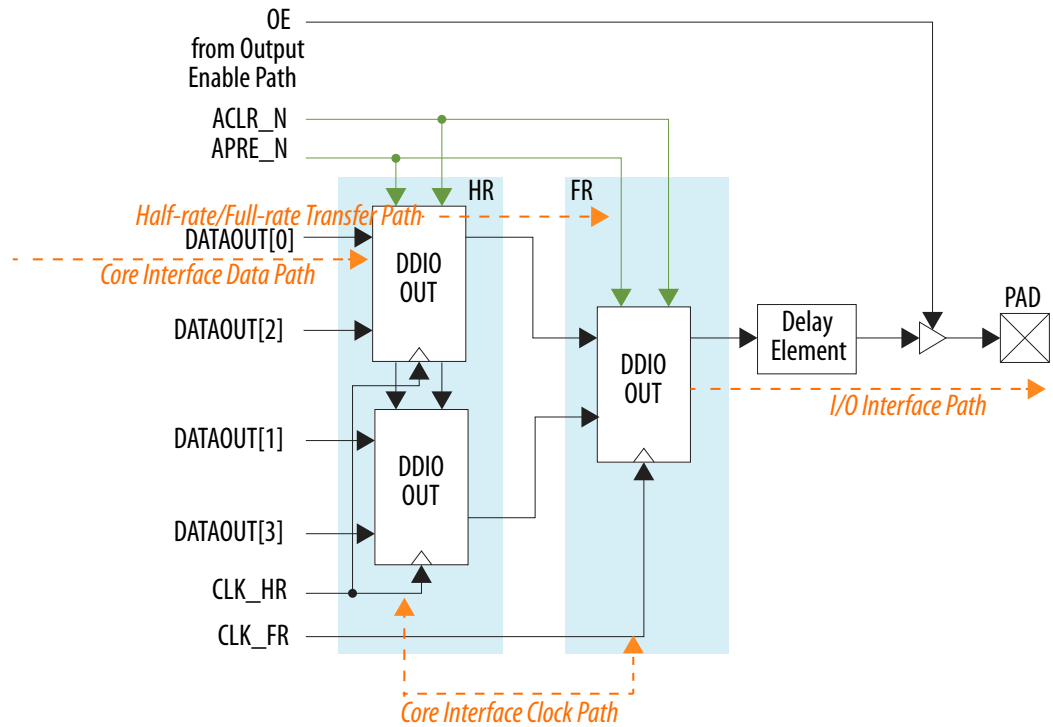 OE
from Output
Enable Path
ACLR_N
APRE_N
HR
FR
Half-rate/Full-rate Transfer Path
DATAOUT[0]
Core Interface Data Path
DDIO
OUT
DATAOUT[2]
PAD
Delay
Element
DDIO
OUT
I/O Interface Path
DATAOUT[1]
DDIO
OUT
DATAOUT[3]
CLK_HR
CLK_FR
Core Interface Clock Path